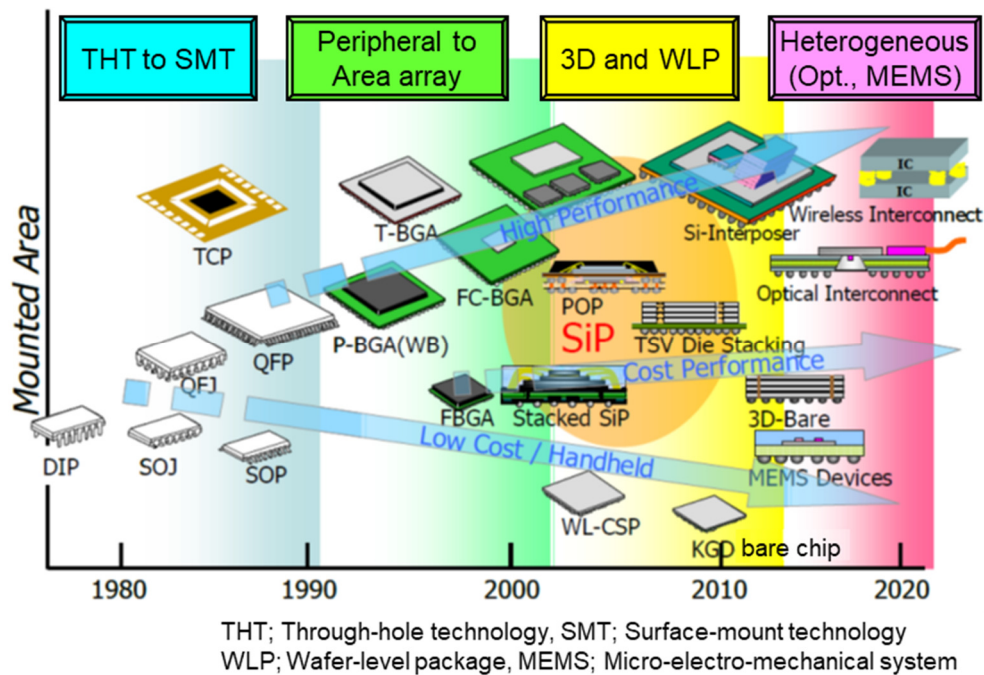 THT to SMT
Peripheral to
Area array
3D and WLP
Heterogeneous
(Opt., MEMS)
Mounted Area
TCP
T-BGA
High Performance
Si-Interposer
IC
IC
Wireless Interconnect
QFP
P-BGA(WB)
FC-BGA
POP
SiP
TSV Die Stacking
Optical Interconnect
QFJ
Cost Performance
FBGA
Stacked SiP
3D-Bare
DIP
SOJ
SOP
Low Cost / Handheld
MEMS Devices
WL-CSP
KGD bare chip
1980
1990
2000
2010
2020
THT; Through-hole technology, SMT; Surface-mount technology
WLP; Wafer-level package, MEMS; Micro-electro-mechanical system